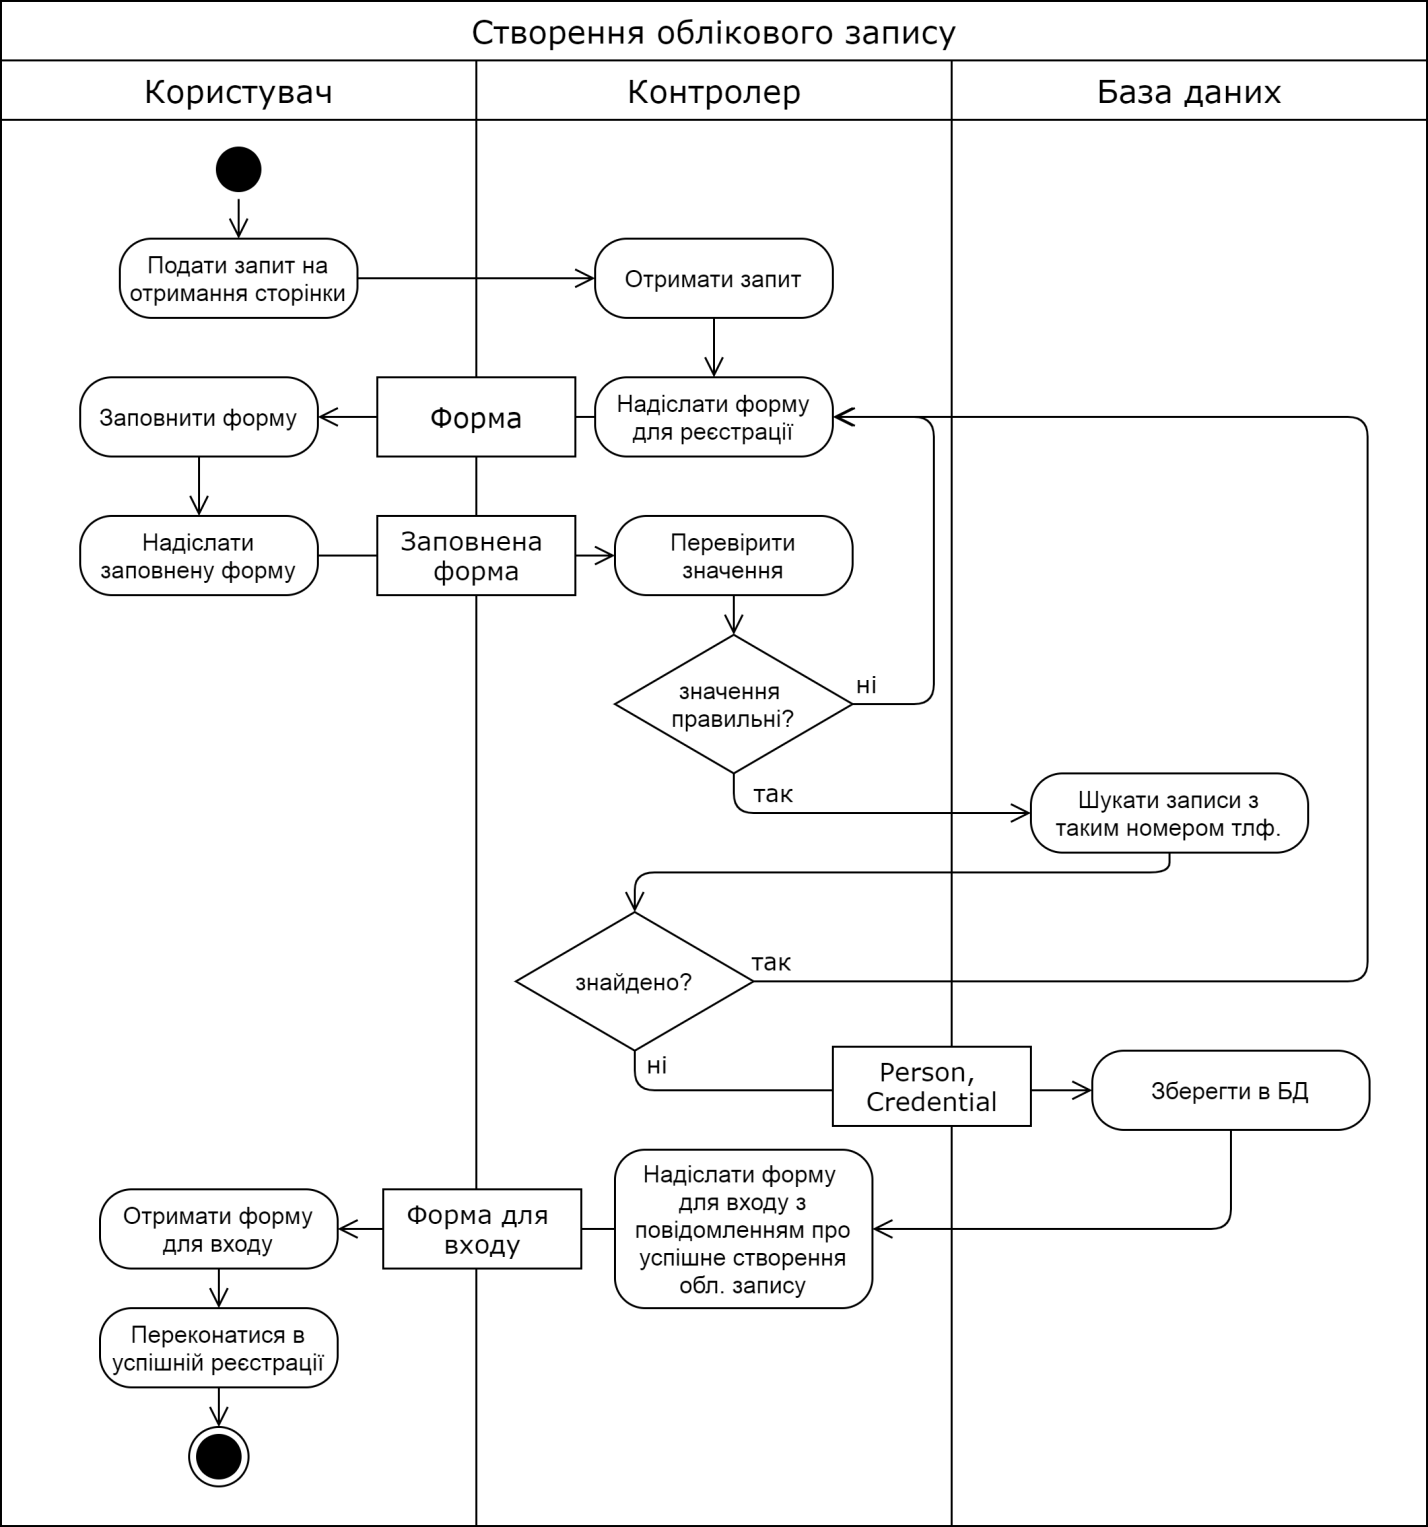 Створення облікового запису
Користувач
Контролер
База даних
Подати запит на
отримання сторінки
Отримати запит
Заповнити форму
Форма
Надіслати форму
для реєстрації
Надіслати
заповнену форму
Заповнена
форма
Перевірити
значення
значення
правильні?
ні
так
Шукати записи з
таким номером тлф.
знайдено?
так
ні
Person,
Credential
Зберегти в БД
Надіслати форму
для входу з
повідомленням про
успішне створення
обл. запису
Форма для
входу
Отримати форму
для входу
Переконатися в
успішній реєстрації